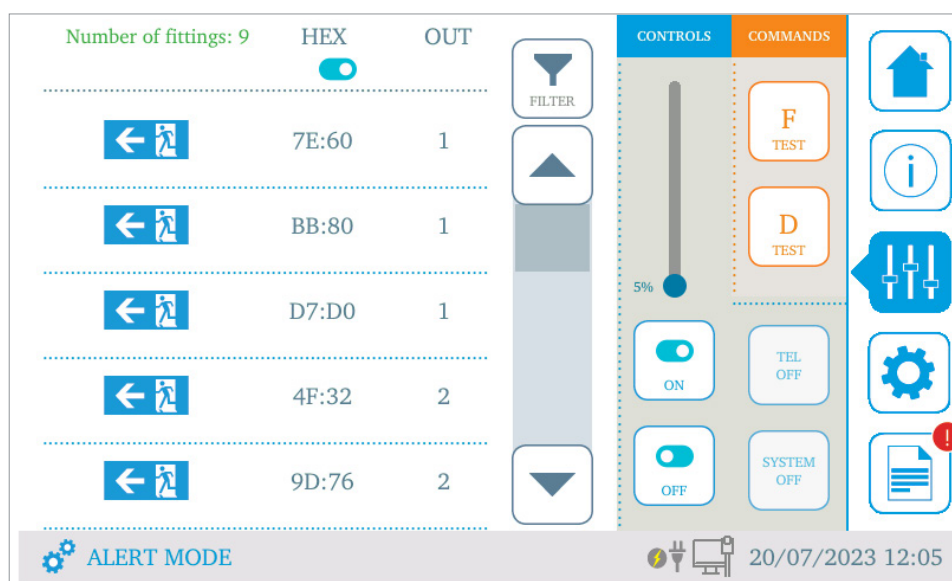 Number of fittings: 9 HEX OUT
FILTER
7E:60 1
BB:80 1
D7:D0 1
4F:32 2
9D:76 2
CONTROLS COMMANDS
F
TEST
D
TEST
5%
ON
TEL
OFF
OFF
SYSTEM
OFF
i
!
ALERT MODE 20/07/2023 12:05